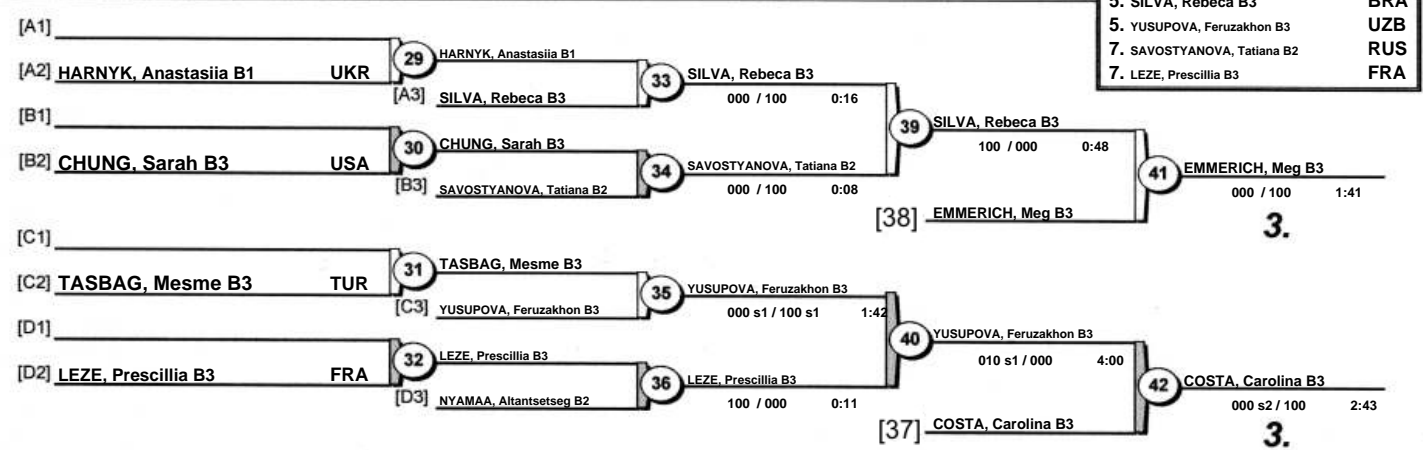 5. SILVA, Rebeca B3 BRA
5. YUSUPOVA, Feruzakhon B3 UZB
7. SAVOSTYANOVA, Tatiana B2 RUS
7. LEZE, Prescillia B3 FRA
[A1]
[A2] HARNYK, Anastasiia B1 UKR
29
HARNYK, Anastasiia B1
[A3] SILVA, Rebeca B3
33
SILVA, Rebeca B3
000 / 100 0:16
[B1]
[B2] CHUNG, Sarah B3 USA
30
CHUNG, Sarah B3
[B3] SAVOSTYANOVA, Tatiana B2
34
SAVOSTYANOVA, Tatiana B2
000 / 100 0:08
39
SILVA, Rebeca B3
100 / 000 0:48
[38] EMMERICH, Meg B3
41
EMMERICH, Meg B3
000 / 100 1:41
3.
[C1]
[C2] TASBAG, Mesme B3 TUR
31
TASBAG, Mesme B3
[C3] YUSUPOVA, Feruzakhon B3
35
YUSUPOVA, Feruzakhon B3
000 s1 / 100 s1 1:42
[D1]
[D2] LEZE, Prescillia B3 FRA
32
LEZE, Prescillia B3
[D3] NYAMAA, Altantsetseg B2
36
LEZE, Prescillia B3
100 / 000 0:11
40
YUSUPOVA, Feruzakhon B3
010 s1 / 000 4:00
[37] COSTA, Carolina B3
42
COSTA, Carolina B3
000 s2 / 100 2:43
3.